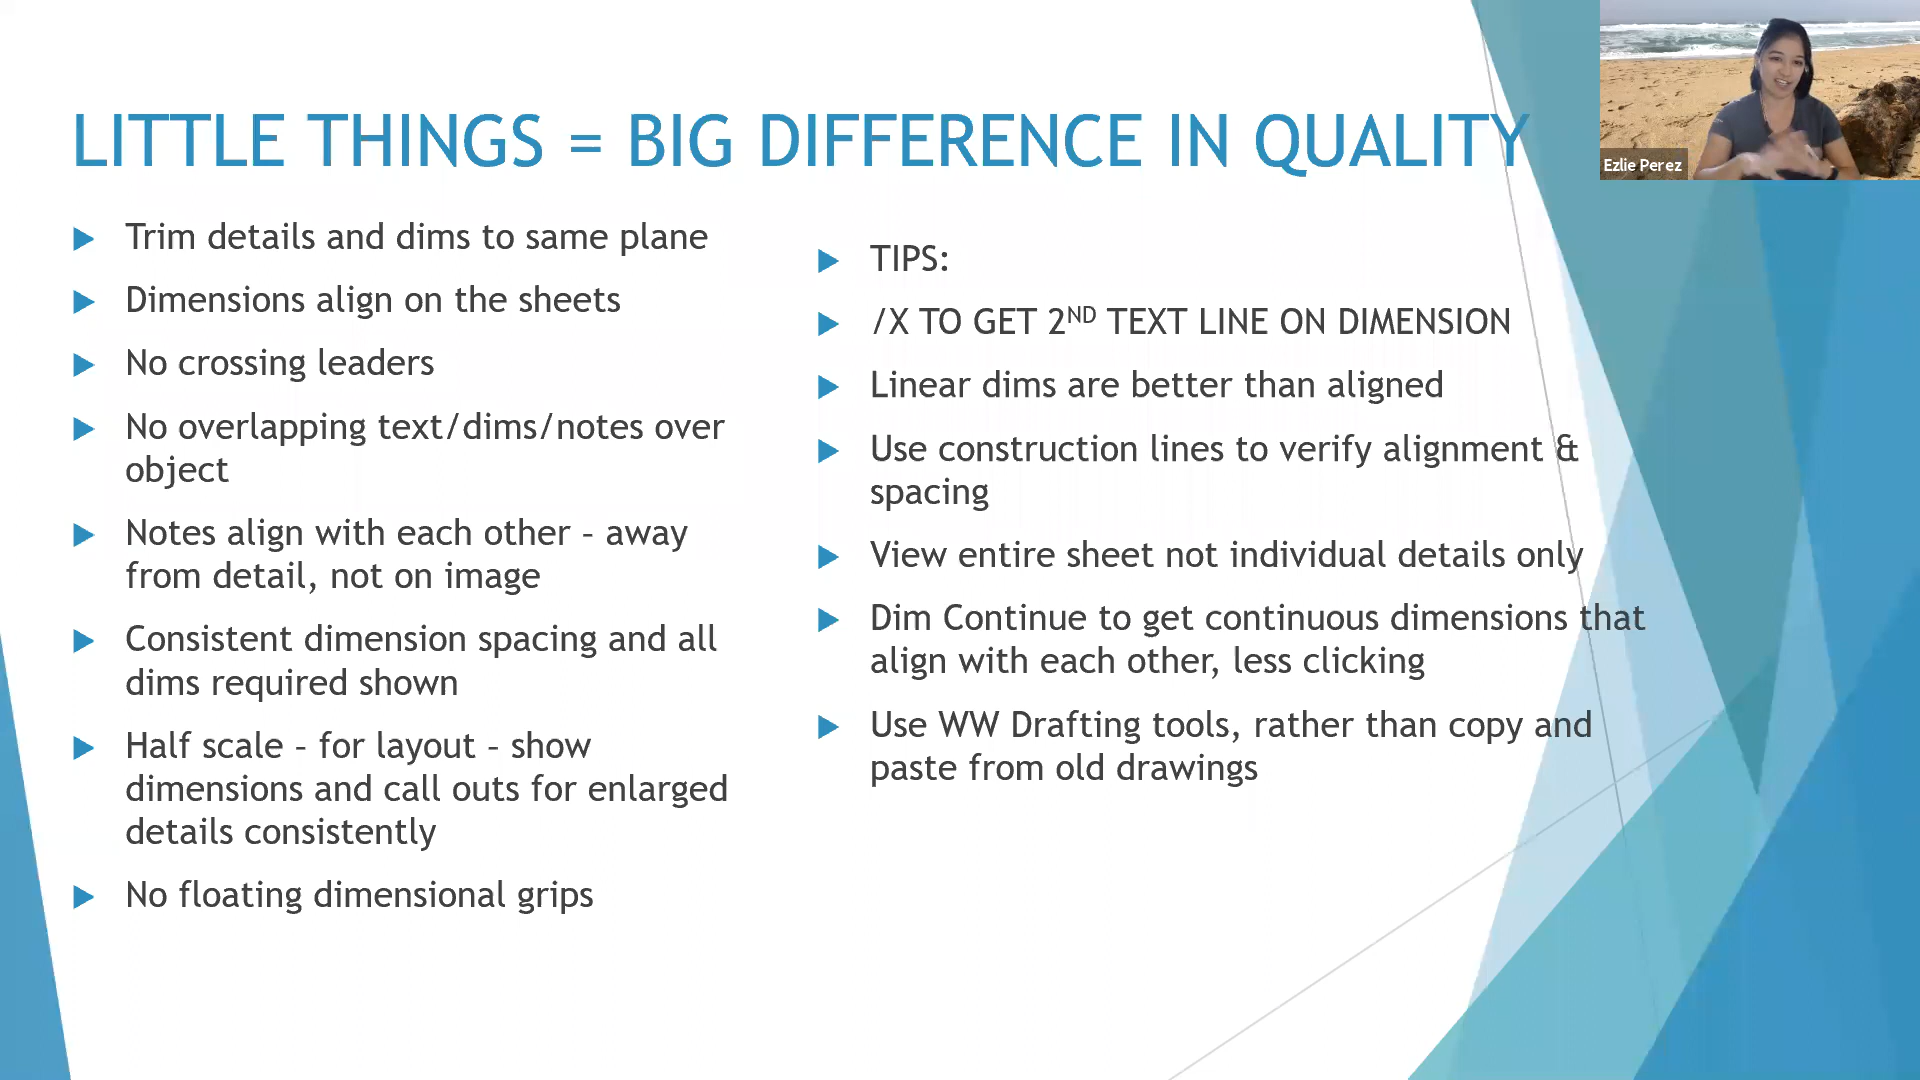 LITTLE THINGS = BIG DIFFERENCE IN QUALITY
Trim details and dims to same plane
Dimensions align on the sheets
No crossing leaders
No overlapping text/dims/notes over
object
Notes align with each other – away
from detail, not on image
Consistent dimension spacing and all
dims required shown
Half scale – for layout – show
dimensions and call outs for enlarged
details consistently
No floating dimensional grips
TIPS:
/X TO GET 2ND TEXT LINE ON DIMENSION
Linear dims are better than aligned
Use construction lines to verify alignment &
spacing
View entire sheet not individual details only
Dim Continue to get continuous dimensions that
align with each other, less clicking
Use WW Drafting tools, rather than copy and
paste from old drawings
Ezlie Perez